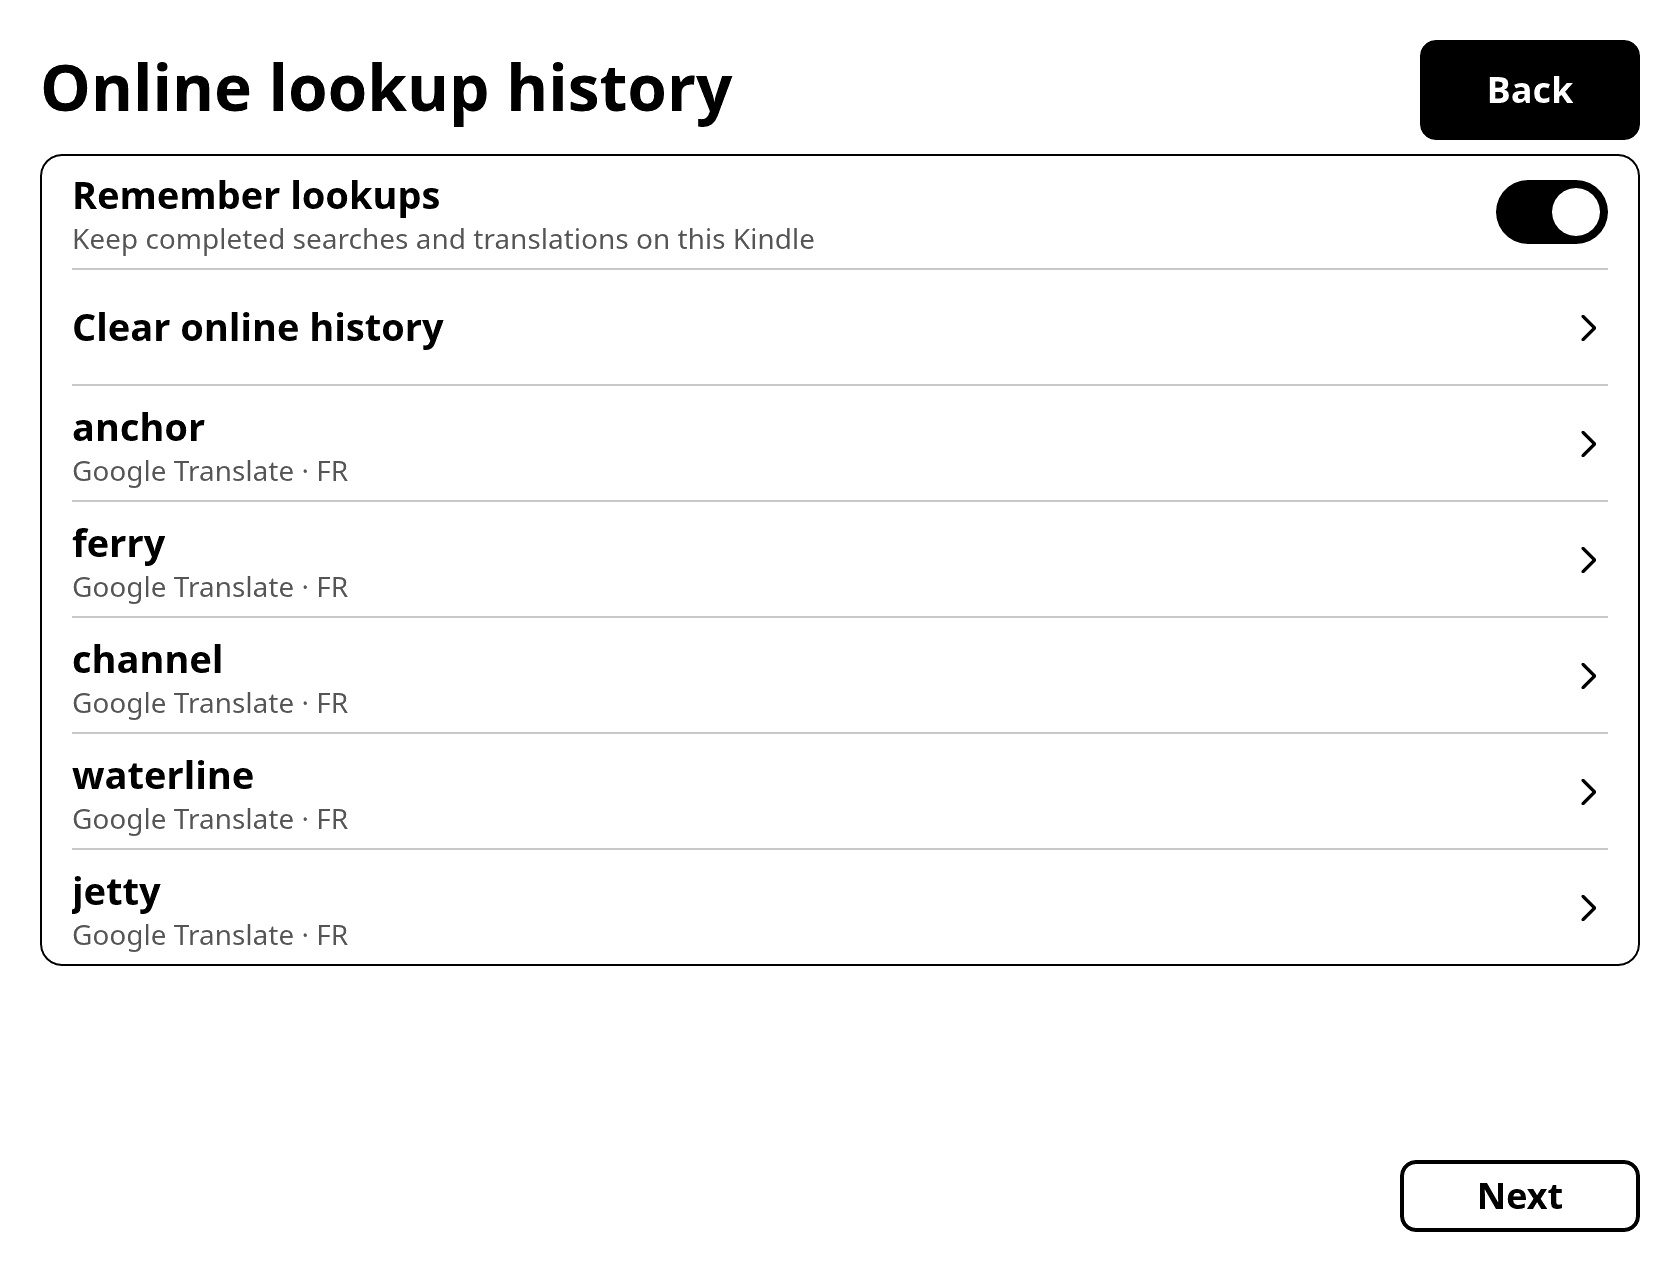 Online lookup history
Back
Remember lookups
Keep completed searches and translations on this Kindle
Clear online history
anchor
Google Translate · FR
ferry
Google Translate · FR
channel
Google Translate · FR
waterline
Google Translate · FR
jetty
Google Translate · FR
Next